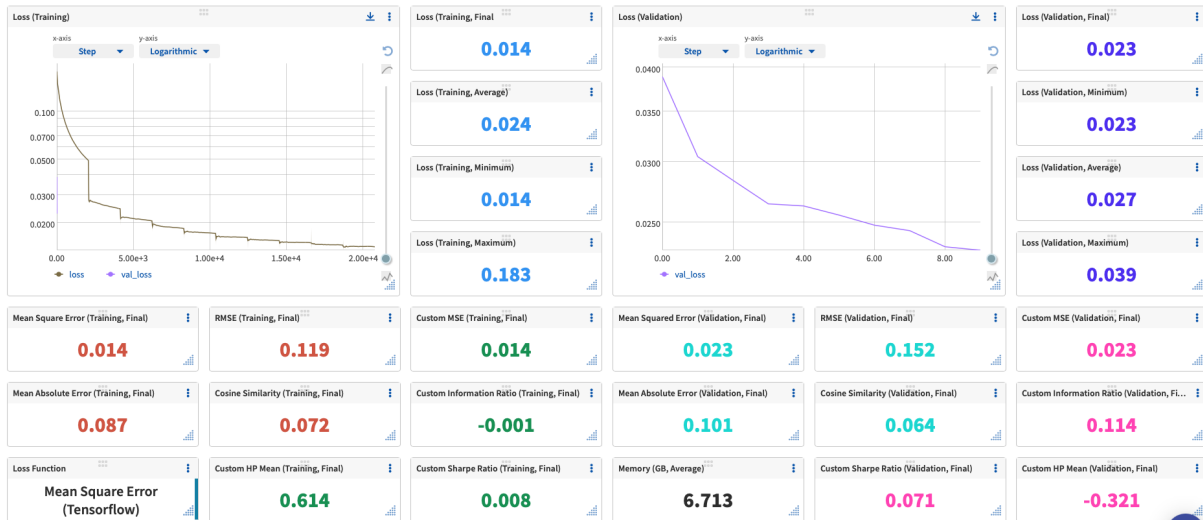 Loss (Training)
x-axis
y-axis
Step
Logarithmic
0.100
0.0700
0.0500
0.0300
0.0200
0.00
5.00e+3
1.00e+4
1.50e+4
2.00e+4
loss
val_loss
Loss (Training, Final
0.014
Loss (Training, Average)
0.024
Loss (Training, Minimum)
0.014
Loss (Training, Maximum)
0.183
Loss (Validation)
x-axis
y-axis
Step
Logarithmic
0.0400
0.0350
0.0300
0.0250
0.00
2.00
4.00
6.00
8.00
val_loss
Loss (Validation, Final)
0.023
Loss (Validation, Minimum)
0.023
Loss (Validation, Average)
0.027
Loss (Validation, Maximum)
0.039
Mean Square Error (Training, Final)
0.014
RMSE (Training, Final)
0.119
Custom MSE (Training, Final)
0.014
Mean Squared Error (Validation, Final)
0.023
RMSE (Validation, Final)
0.152
Custom MSE (Validation, Final)
0.023
Mean Absolute Error (Training, Final)
0.087
Cosine Similarity (Training, Final)
0.072
Custom Information Ratio (Training, Final)
-0.001
Mean Absolute Error (Validation, Final)
0.101
Cosine Similarity (Validation, Final)
0.064
Custom Information Ratio (Validation, Fi...
0.114
Loss Function
Mean Square Error
(Tensorflow)
Custom HP Mean (Training, Final)
0.614
Custom Sharpe Ratio (Training, Final)
0.008
Memory (GB, Average)
6.713
Custom Sharpe Ratio (Validation, Final)
0.071
Custom HP Mean (Validation, Final)
-0.321